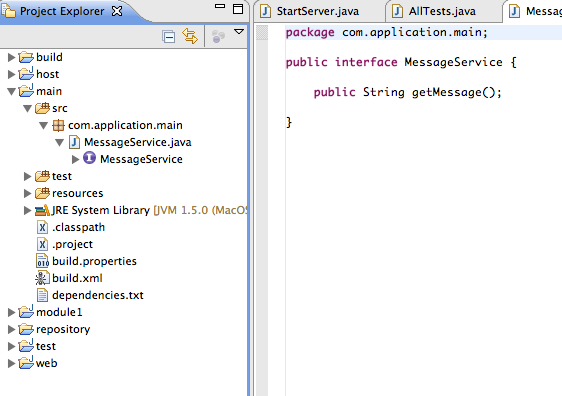 Project Explorer
build
host
main
src
com.application.main
MessageService.java
MessageService
test
resources
JRE System Library [JVM 1.5.0 (MacOS
.classpath
.project
build.properties
build.xml
dependencies.txt
module1
repository
test
web
StartServer.java
AllTests.java
Messag
package com.application.main;
public interface MessageService {
public String getMessage();
}